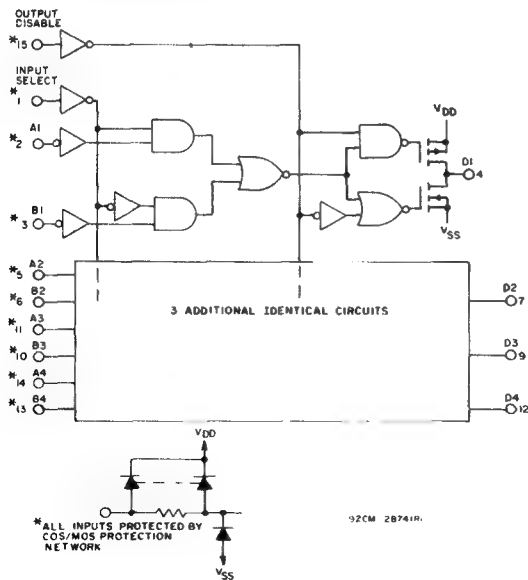 OUTPUT
DISABLE
*15
INPUT
SELECT
*1
A1
*2
B1
*3
VDD
D1
4
VSS
*5 A2
*6 B2
*11 A3
*10 B3
*14 A4
*13 B4
3 ADDITIONAL IDENTICAL CIRCUITS
D2
7
D3
9
D4
12
VDD
*ALL INPUTS PROTECTED BY
COS/MOS PROTECTION
NETWORK
VSS
92CM 28741R1